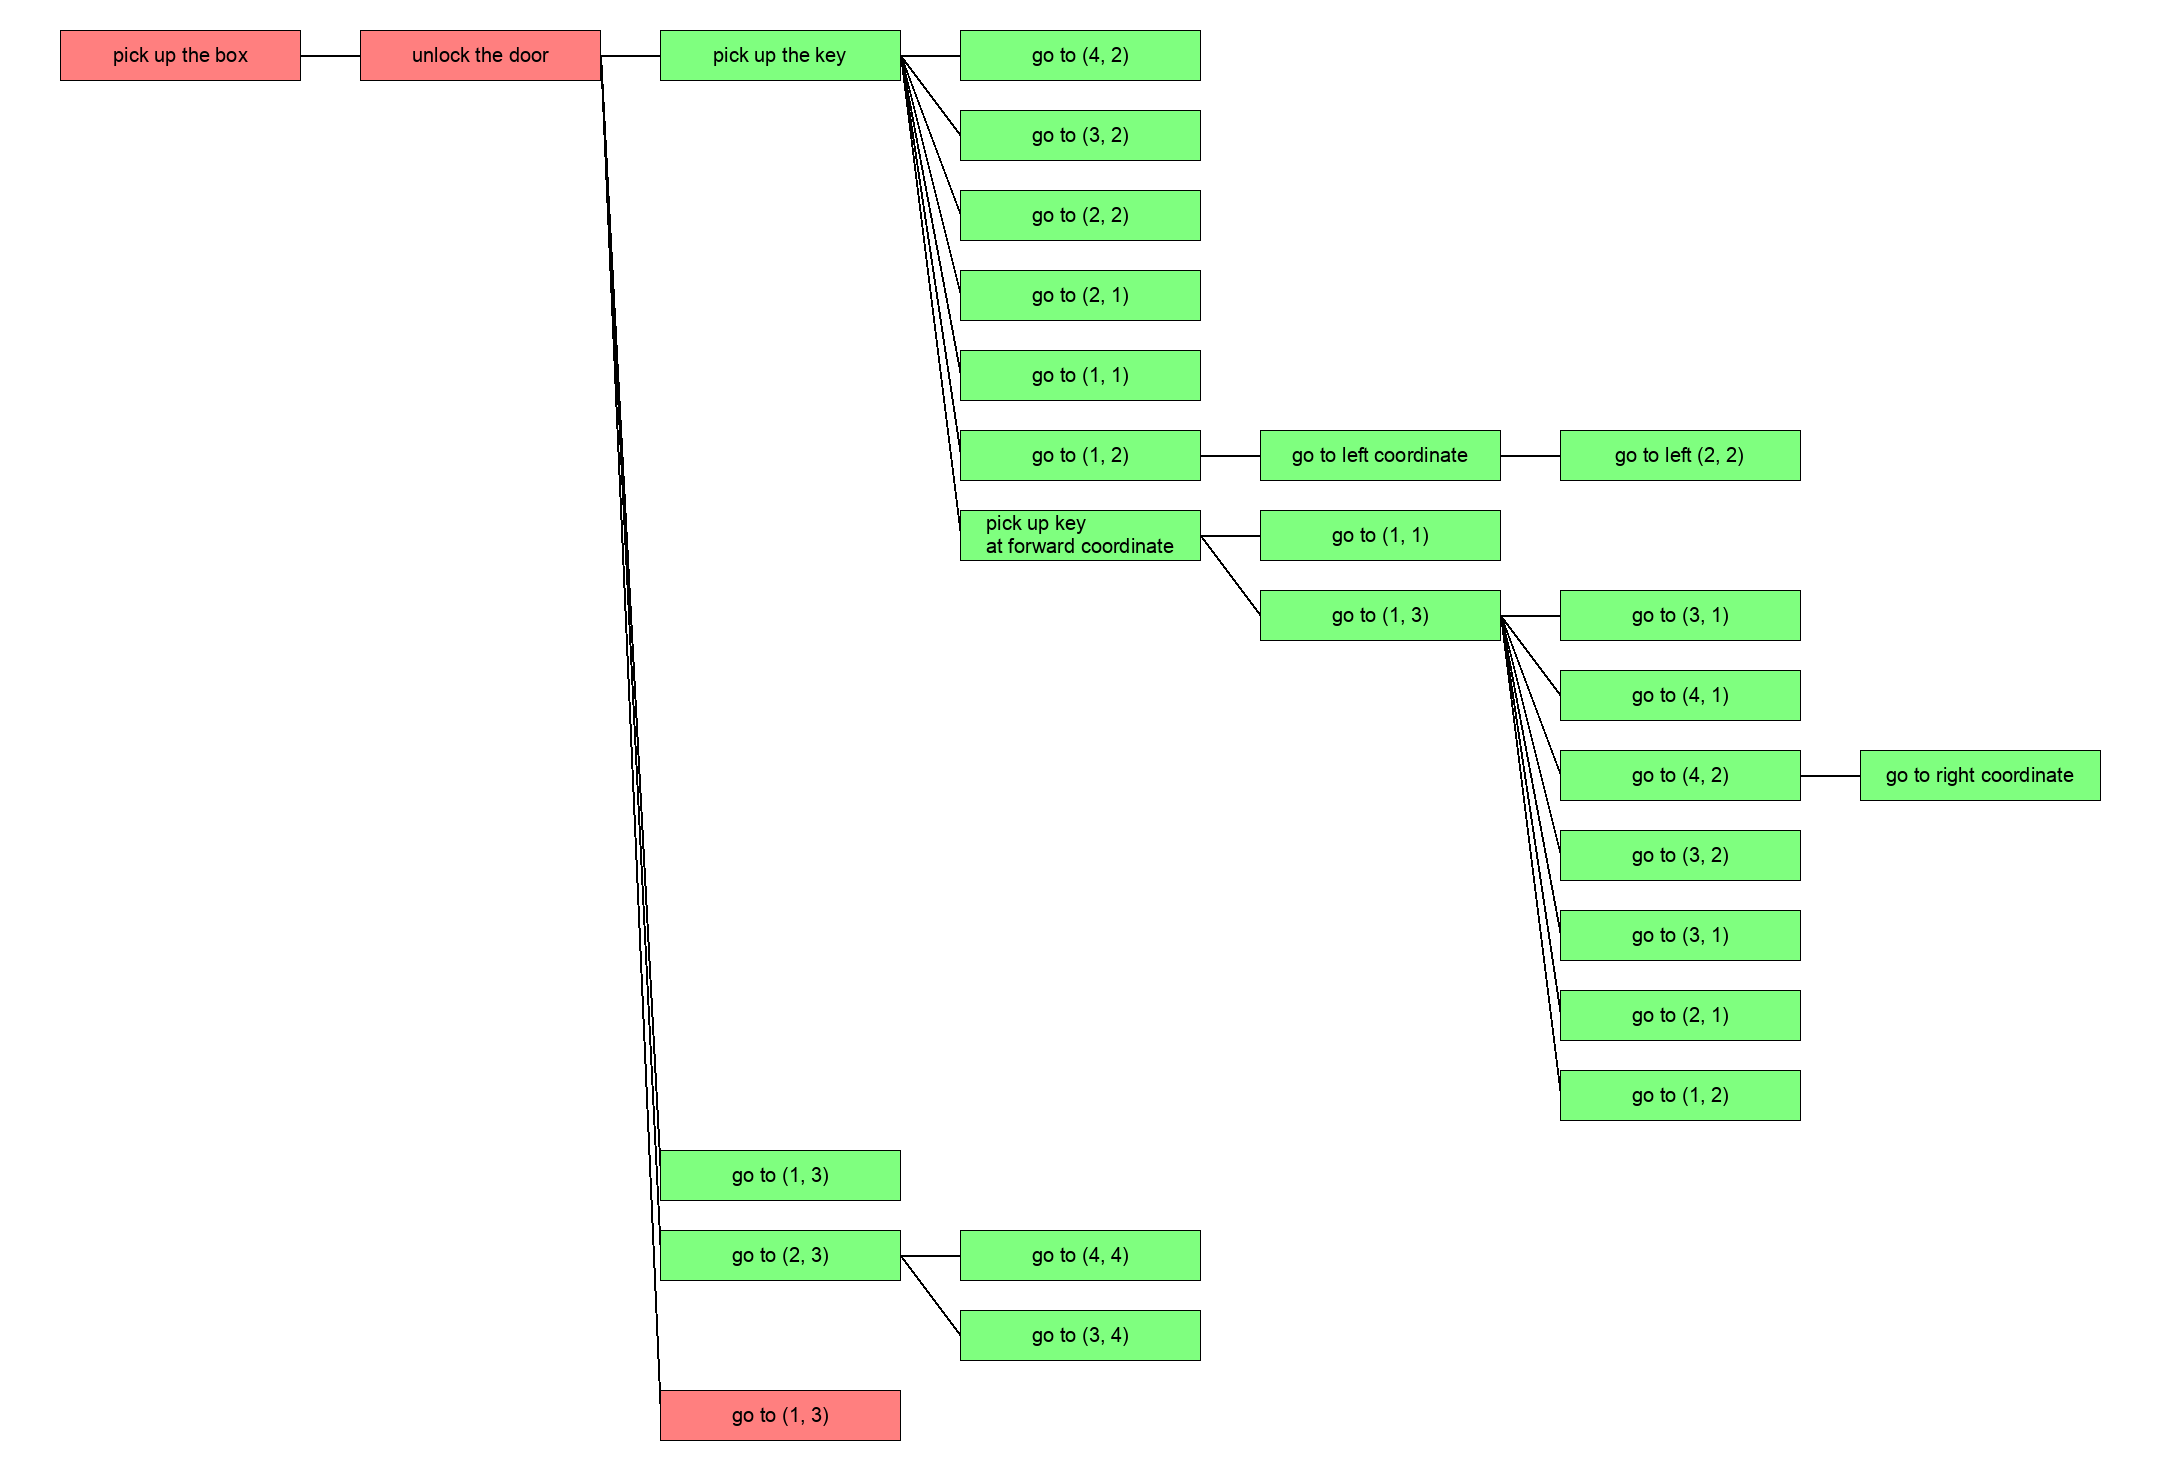 pick up the box
unlock the door
pick up the key
go to (4, 2)
go to (3, 2)
go to (2, 2)
go to (2, 1)
go to (1, 1)
go to (1, 2)
go to left coordinate
go to left (2, 2)
pick up key
at forward coordinate
go to (1, 1)
go to (1, 3)
go to (3, 1)
go to (4, 1)
go to (4, 2)
go to right coordinate
go to (3, 2)
go to (3, 1)
go to (2, 1)
go to (1, 2)
go to (1, 3)
go to (2, 3)
go to (4, 4)
go to (3, 4)
go to (1, 3)